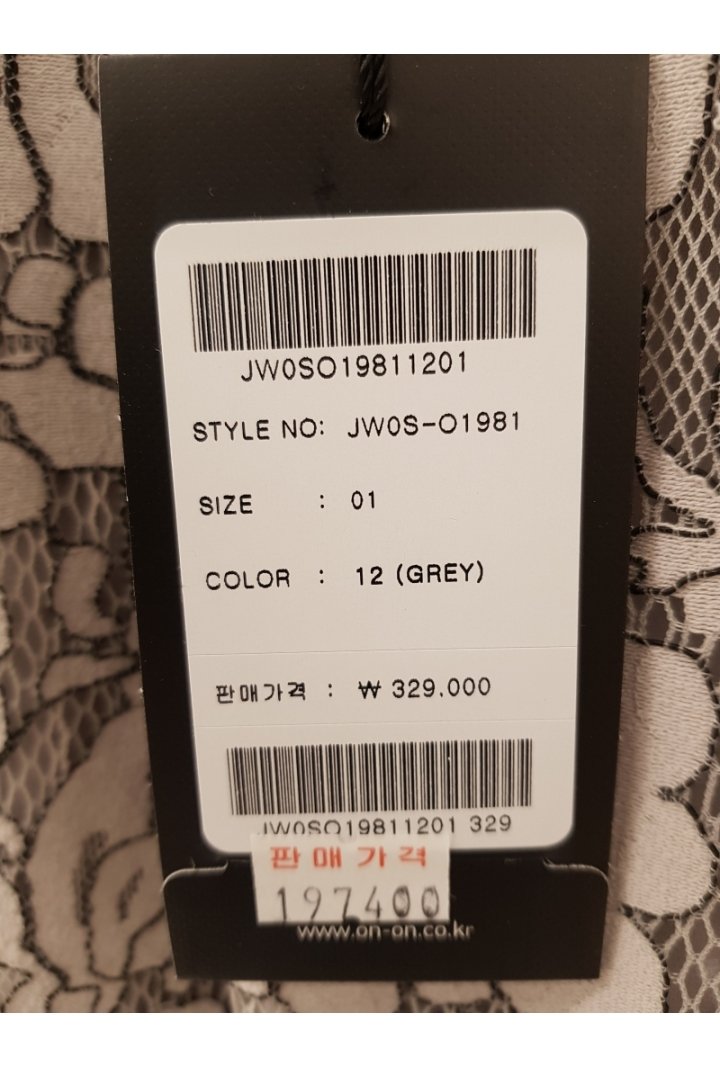 JW0SO19811201
STYLE NO: JW0S-O1981
SIZE : 01
COLOR : 12 (GREY)
판매가격 : ₩ 329.000
JW0SO19811201 329
판매가격
197400
www.on-on.co.kr